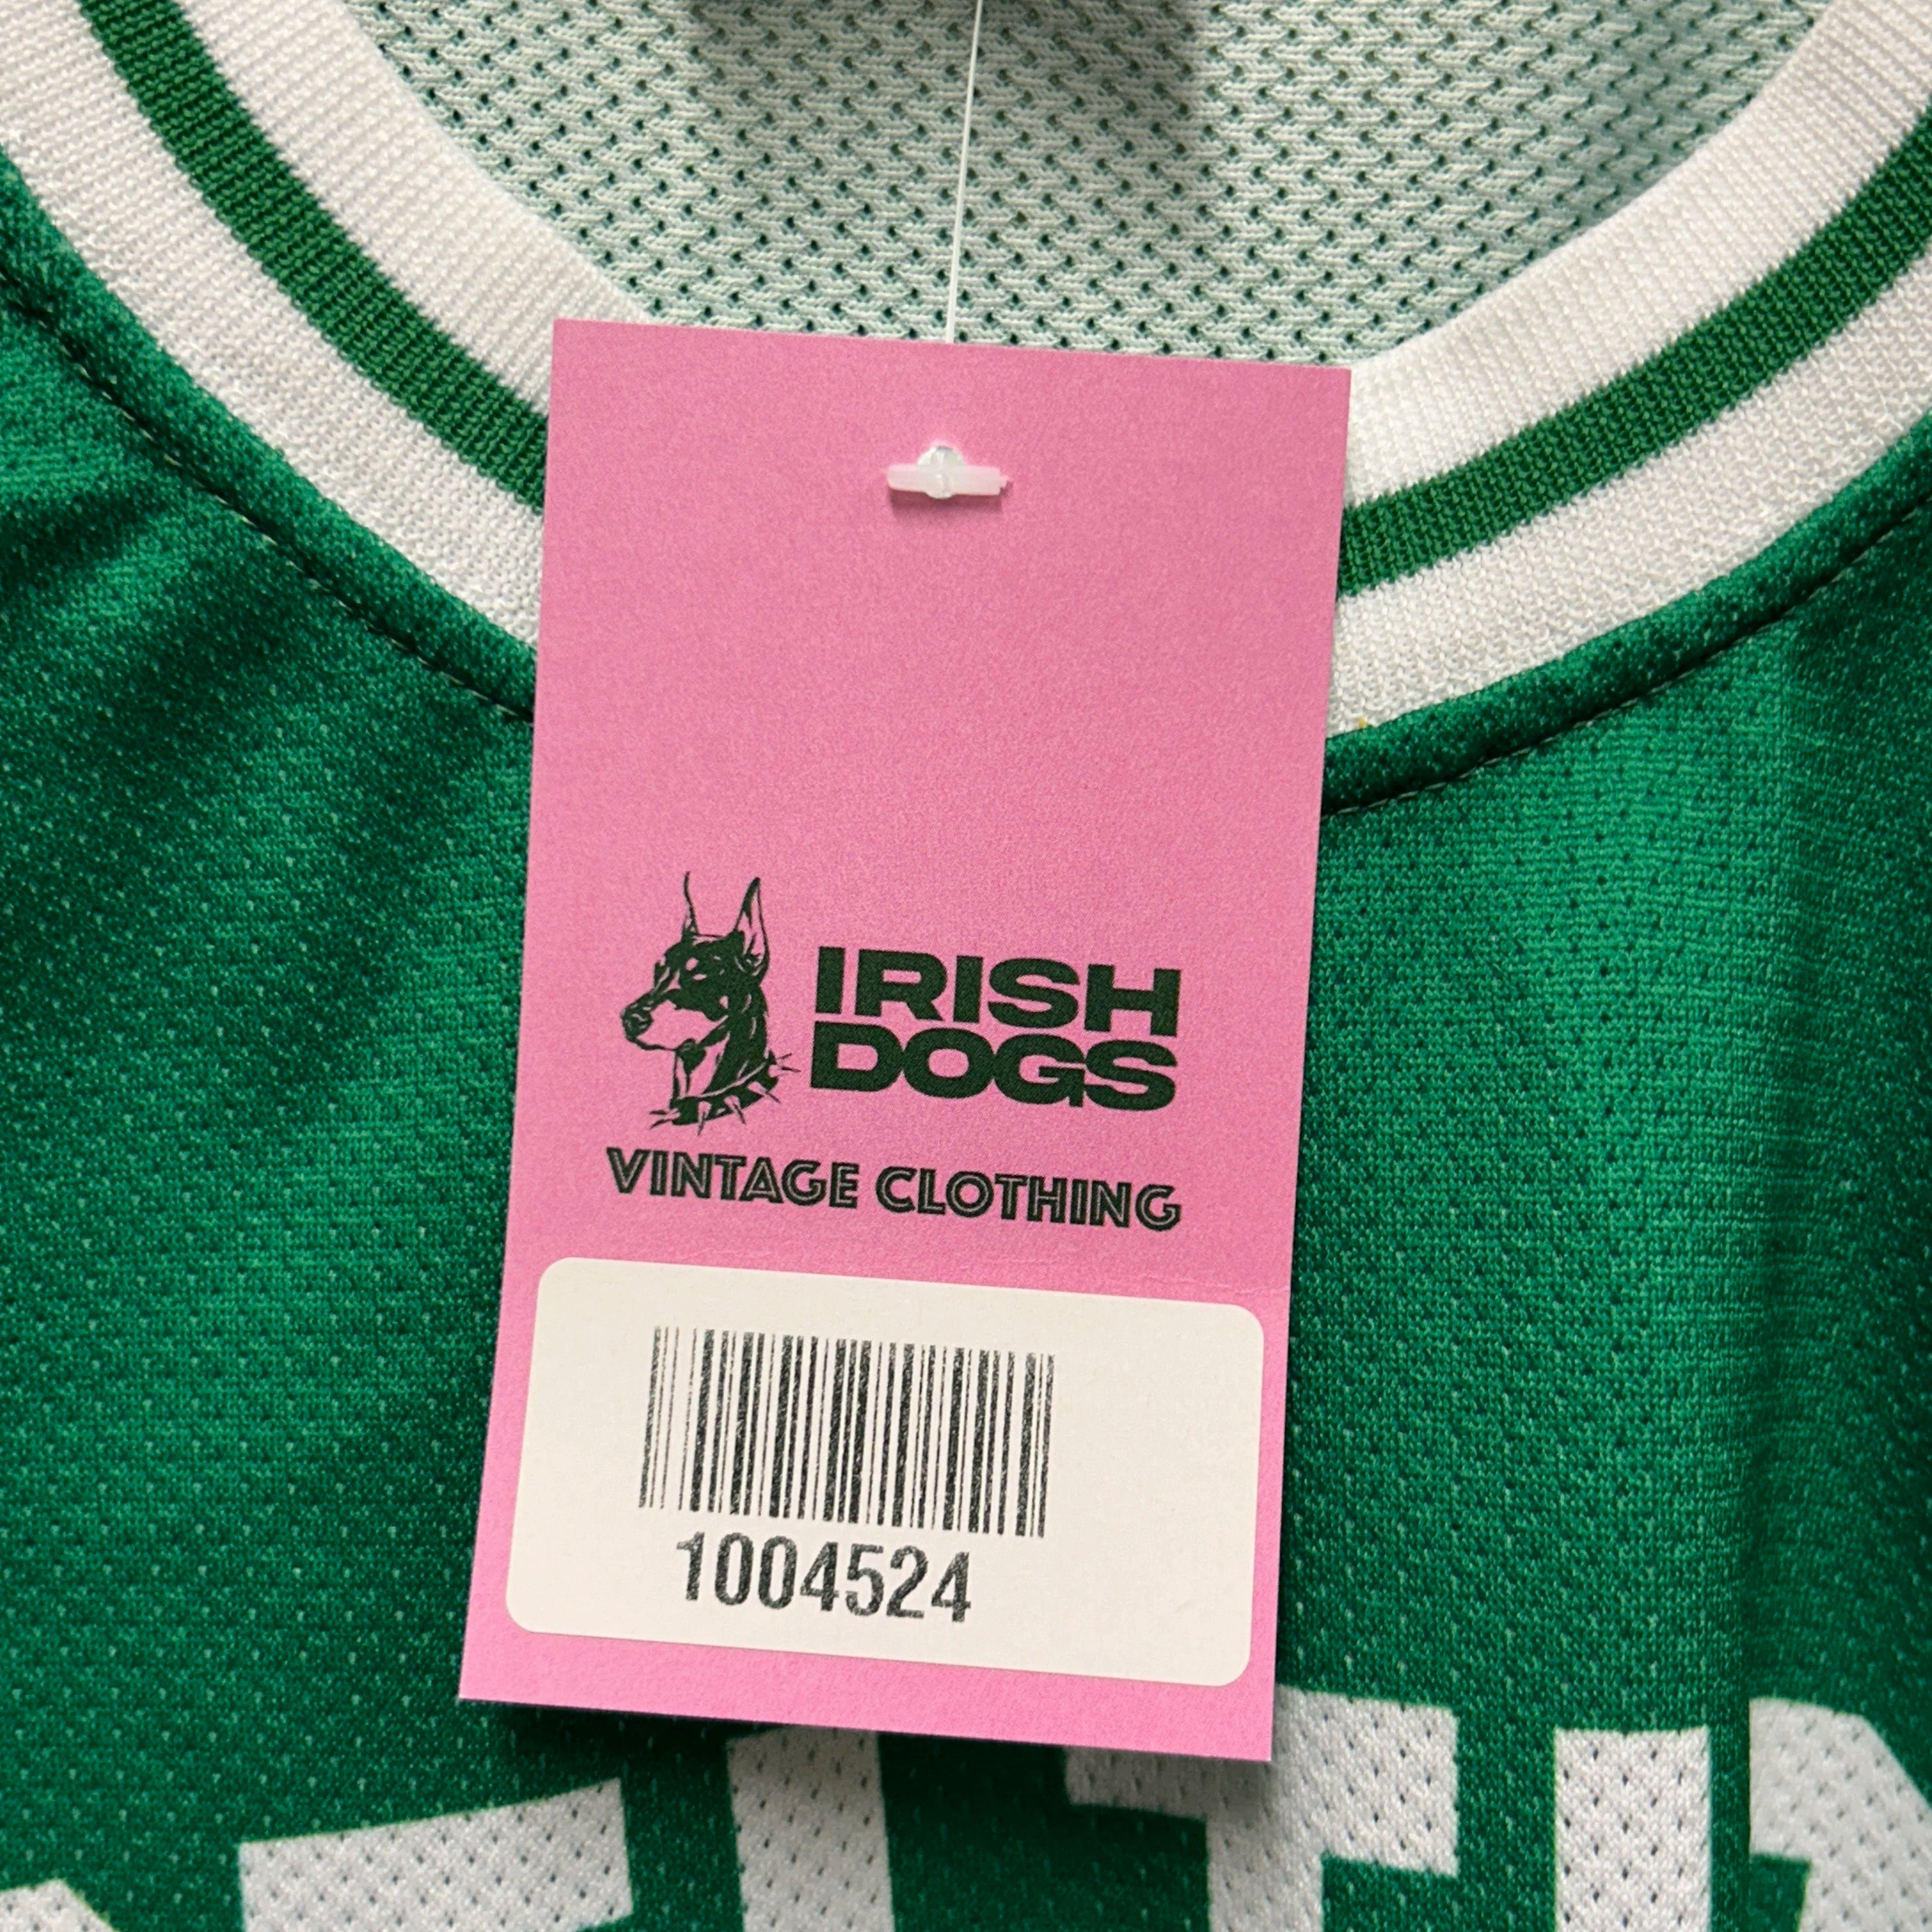 IRISH
DOGS
VINTAGE CLOTHING
1004524